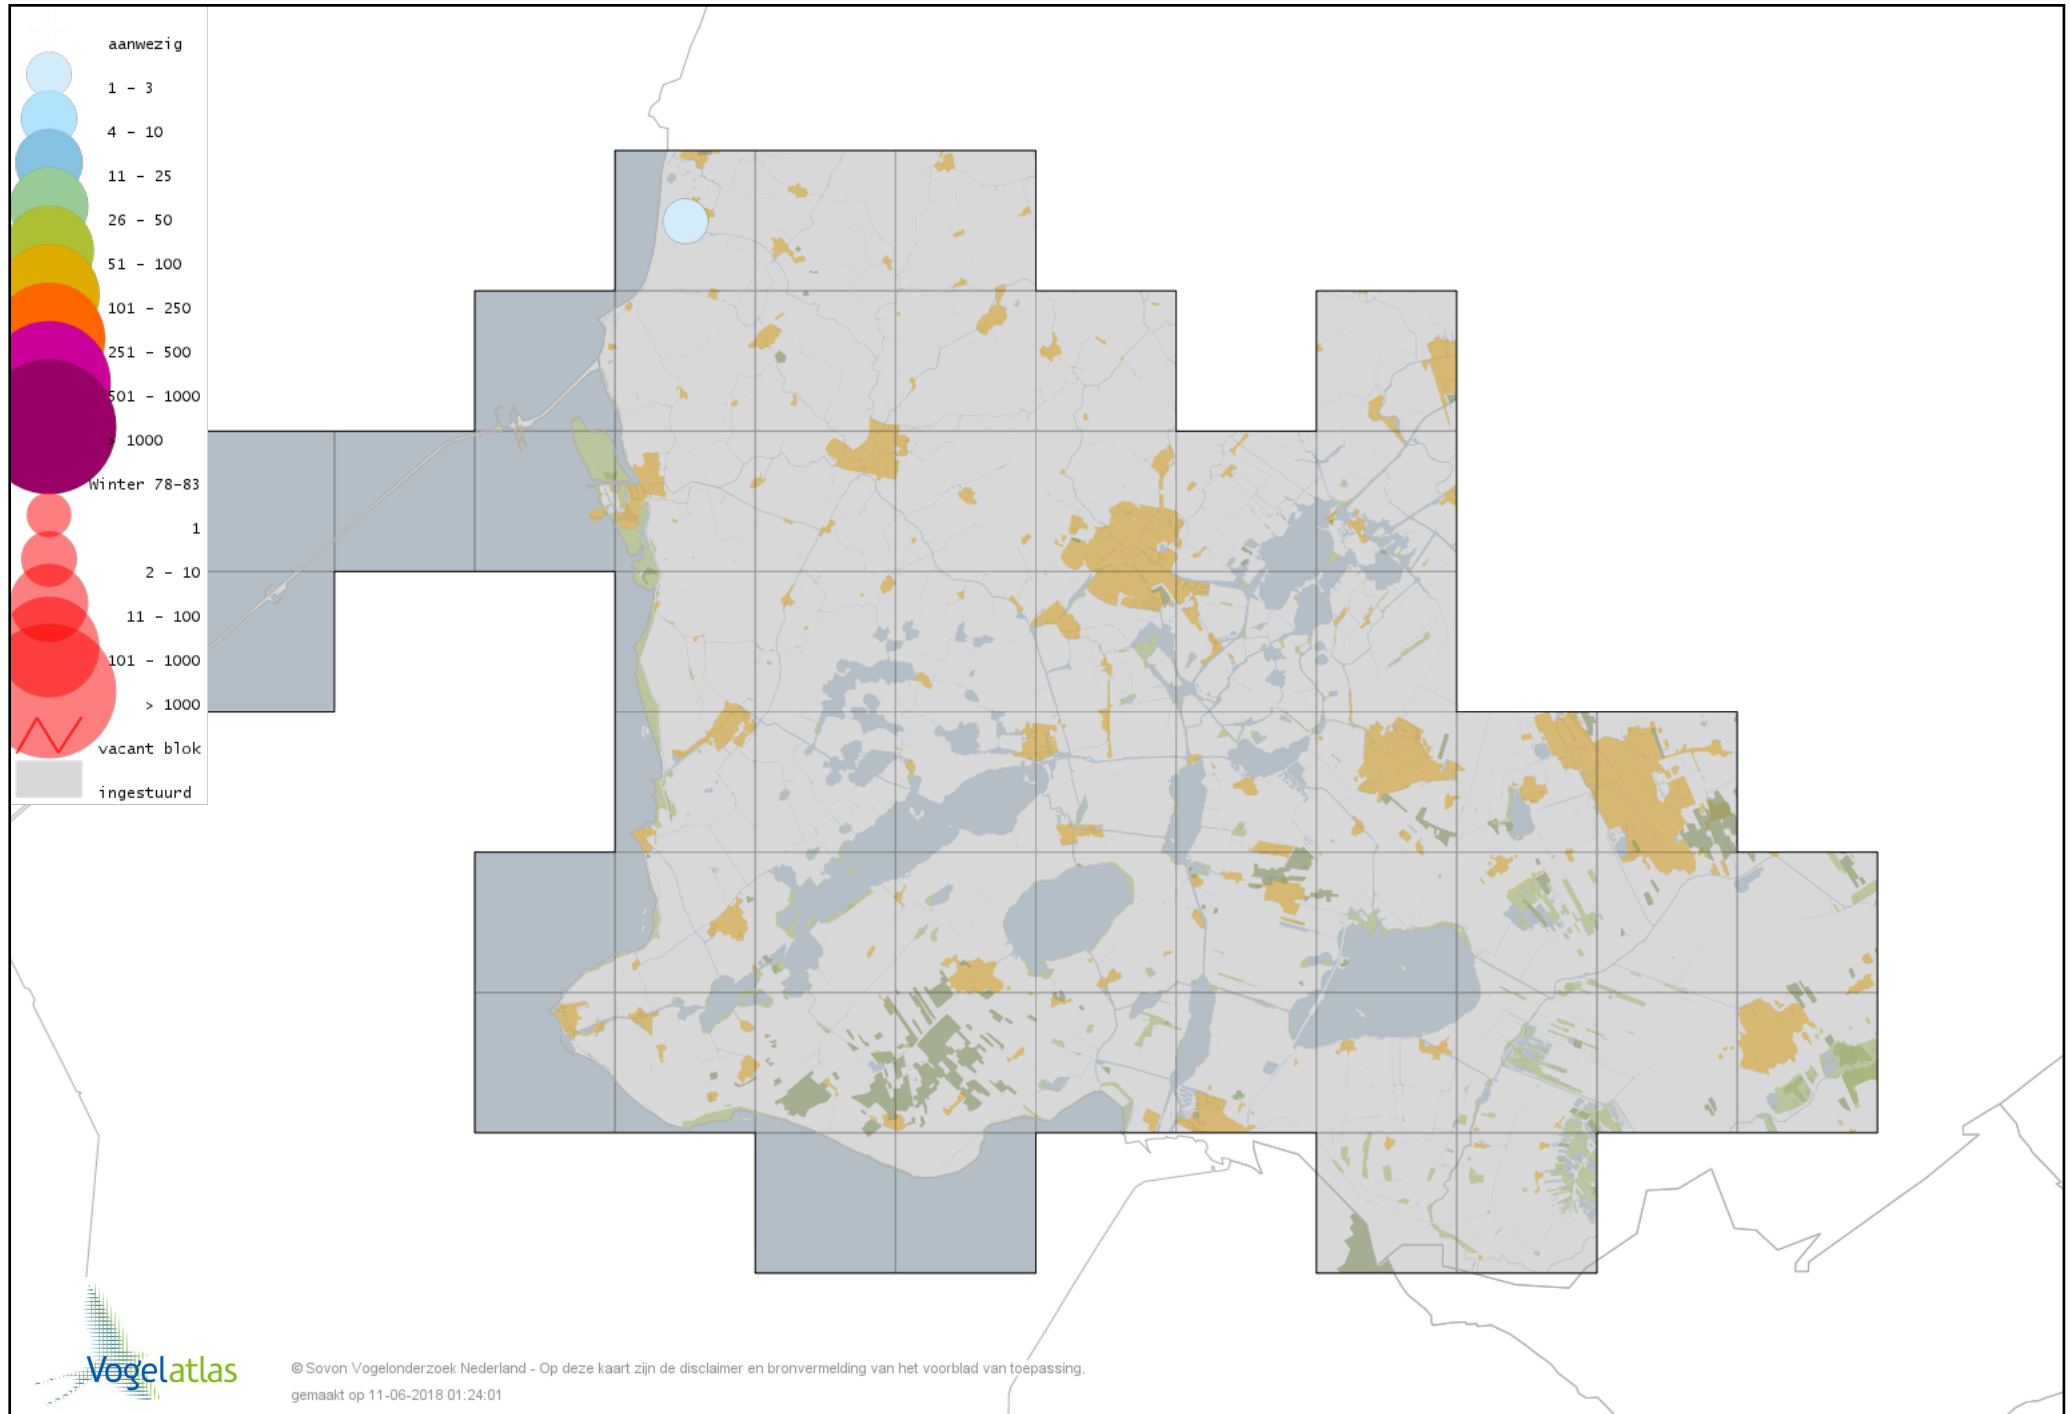 aanwezig
1 - 3
4 - 10
11 - 25
26 - 50
51 - 100
101 - 250
251 - 500
501 - 1000
> 1000
Winter 78-83
1
2 - 10
11 - 100
101 - 1000
> 1000
vacant blok
ingestuurd
Vogelatlas
© Sovon Vogelonderzoek Nederland - Op deze kaart zijn de disclaimer en bronvermelding van het voorblad van toepassing.
gemaakt op 11-06-2018 01:24:01